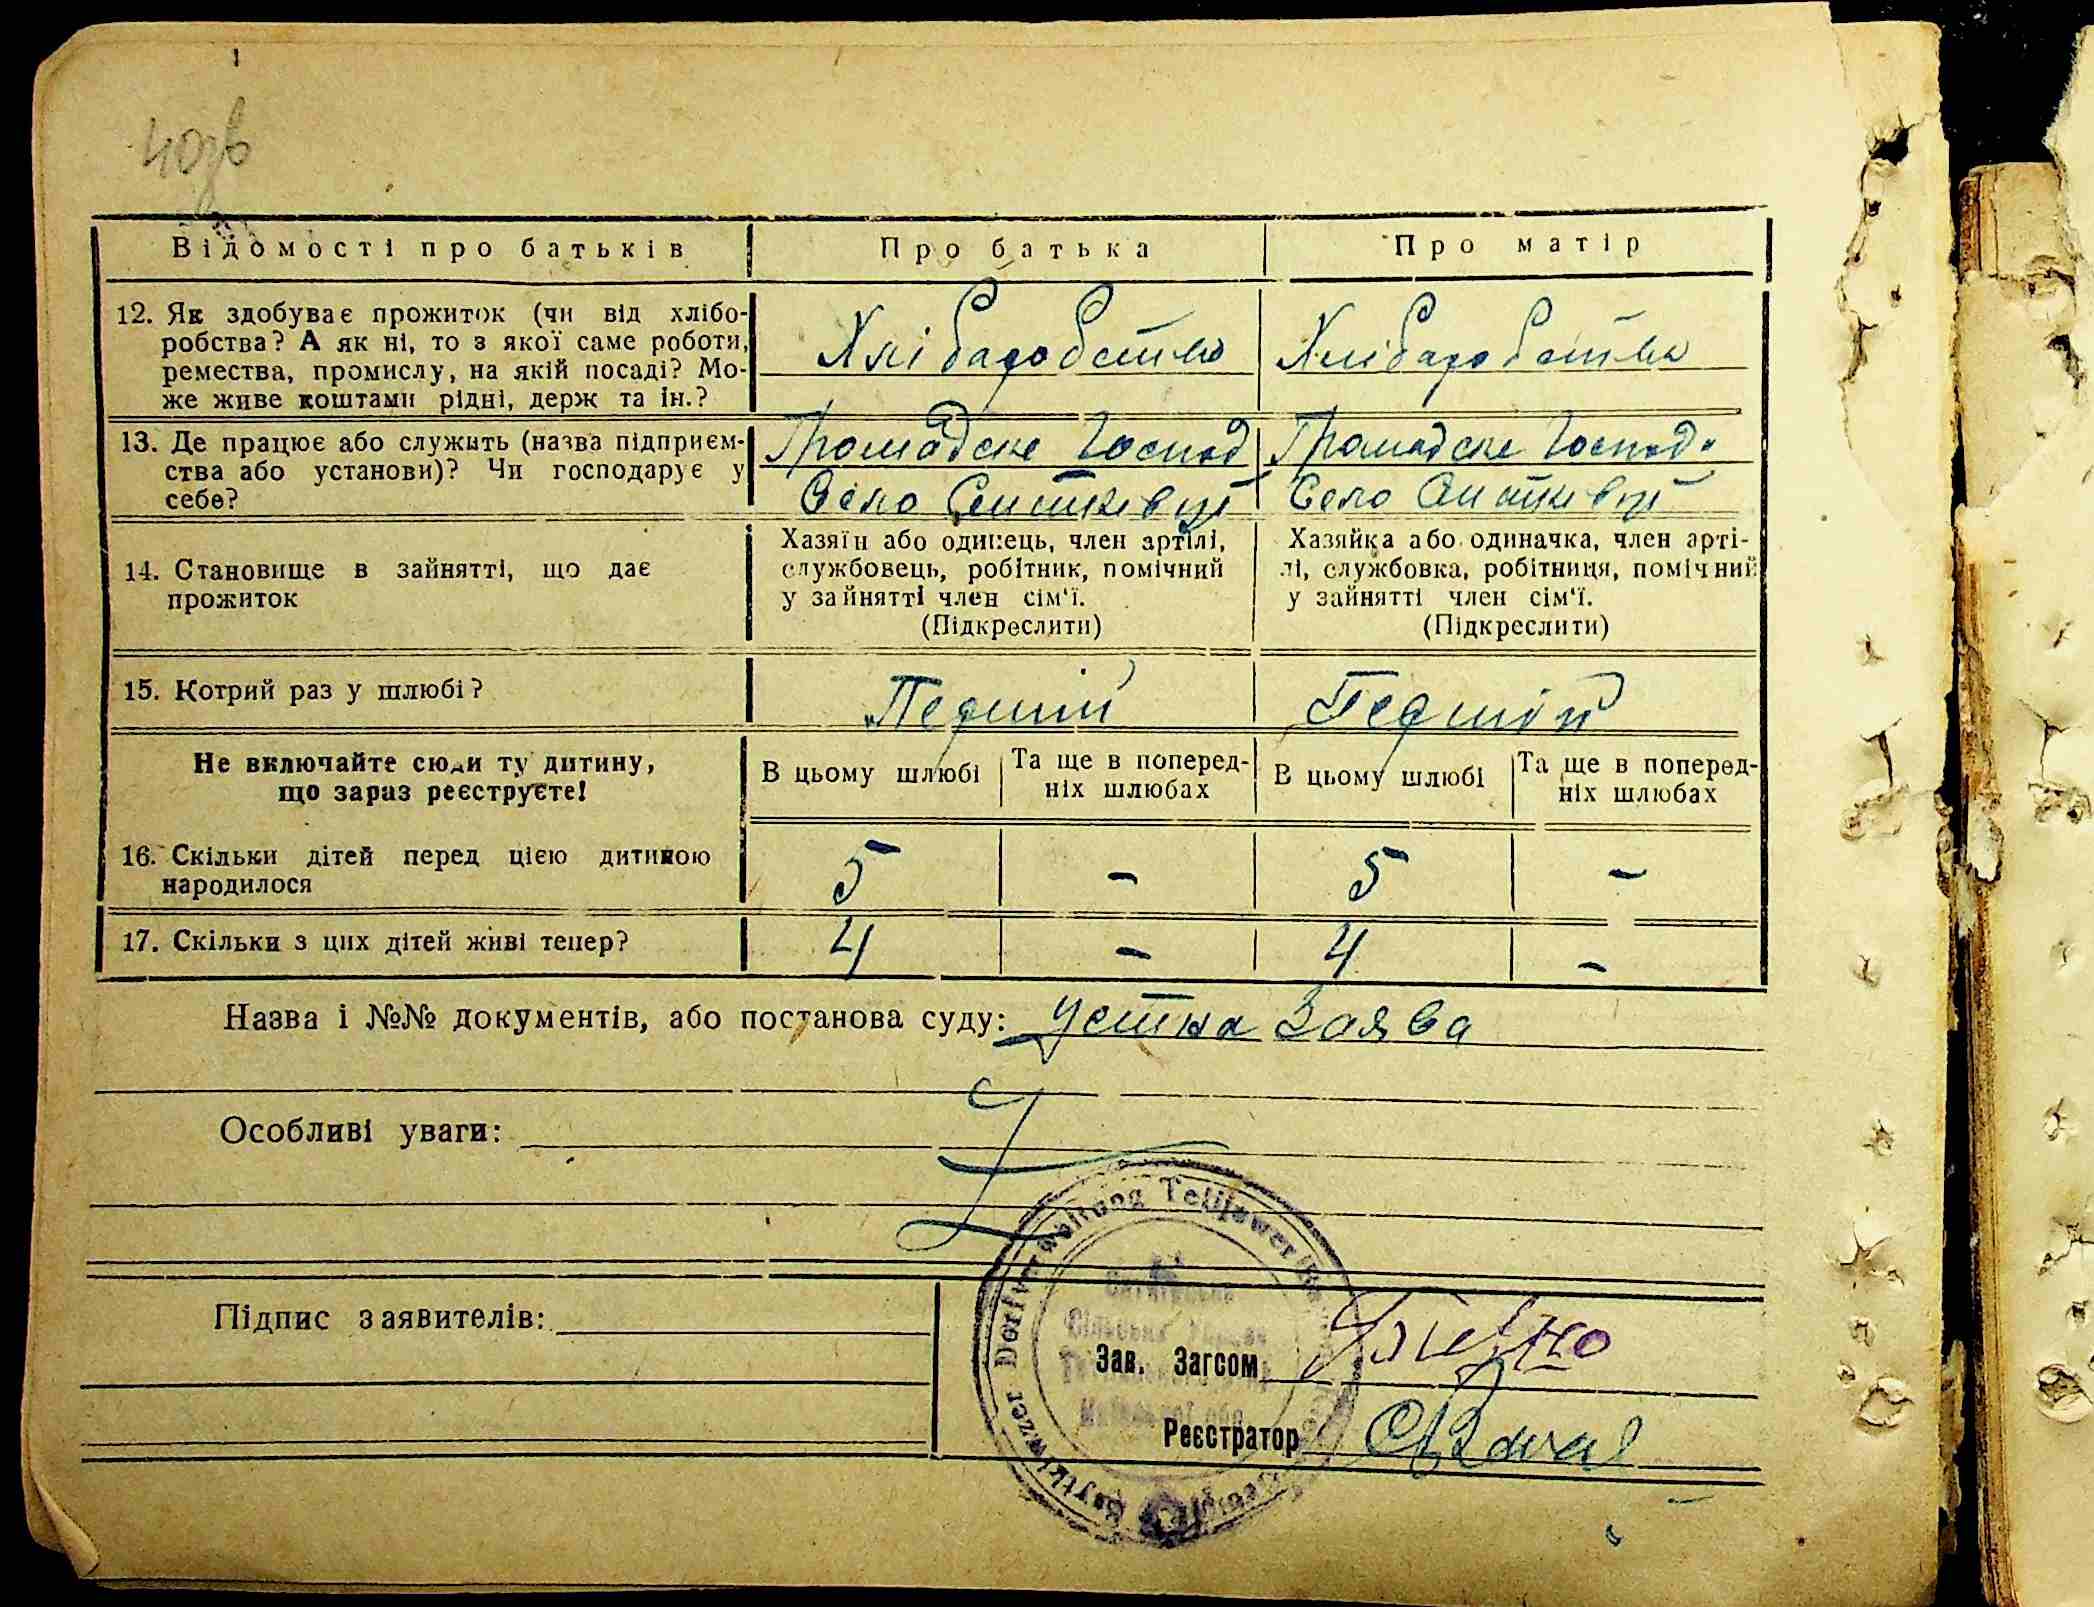 Відомості про батьків Про батька Про матір
12. Як здобуває прожиток (чи від хлібо-
робства? А як ні, то з якої саме роботи,
ремества, промислу, на якій посаді? Мо-
же живе коштами рідні, держ та ін.?
Хлібаробство Хлібаробство
13. Де працює або служить (назва підприєм-
ства або установи)? Чи господарує у
себе?
Громадске Господ Громадске Господ.
Село Ситківці Село Ситківці
14. Становище в зайнятті, що дає
прожиток
Хазяїн або одинець, член артілі,
службовець, робітник, помічний
у зайнятті член сім'ї.
(Підкреслити)
Хазяйка або одиначка, член арті-
лі, службовка, робітниця, помічний
у зайнятті член сім'ї.
(Підкреслити)
15. Котрий раз у шлюбі? Перший Перший
Не включайте сюди ту дитину,
що зараз реєструєте!
В цьому шлюбі Та ще в поперед-
ніх шлюбах
В цьому шлюбі Та ще в поперед-
ніх шлюбах
16. Скільки дітей перед цією дитиною
народилося
5 – 5 –
17. Скільки з цих дітей живі тепер? 4 – 4 –
Назва і №№ документів, або постанова суду: Устна Заява
Особливі уваги:
Підпис заявителів:
Зав. Загсом
Реєстратор
Dorfverwaltung